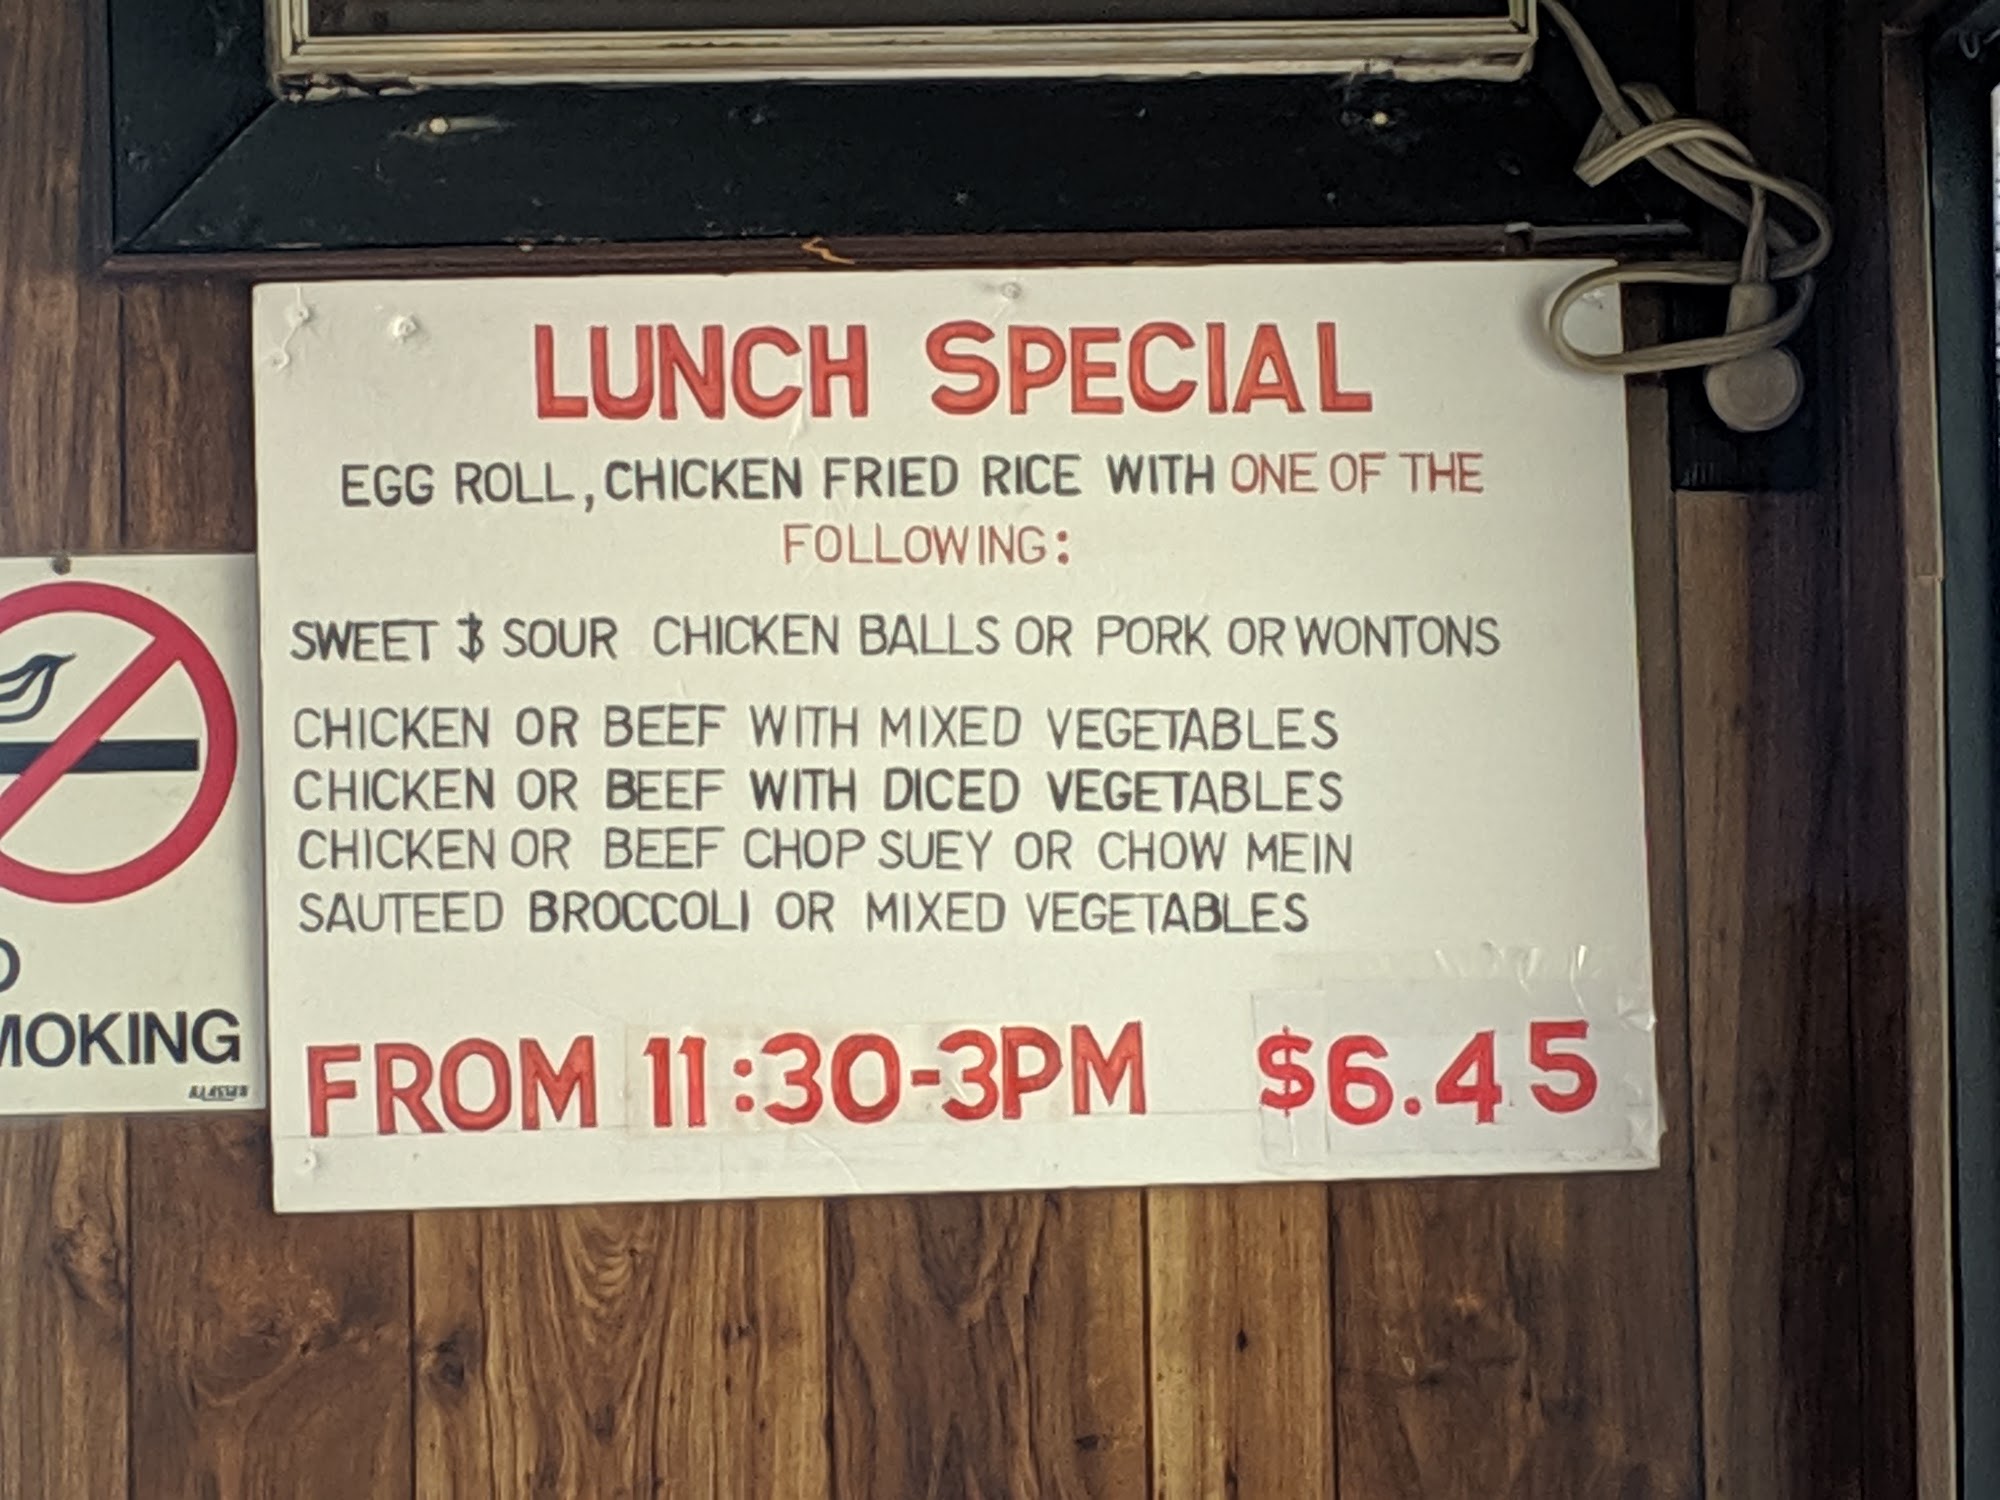 LUNCH SPECIAL
EGG ROLL, CHICKEN FRIED RICE WITH ONE OF THE
FOLLOWING:
SWEET & SOUR CHICKEN BALLS OR PORK OR WONTONS
CHICKEN OR BEEF WITH MIXED VEGETABLES
CHICKEN OR BEEF WITH DICED VEGETABLES
CHICKEN OR BEEF CHOP SUEY OR CHOW MEIN
SAUTEED BROCCOLI OR MIXED VEGETABLES
FROM 11:30-3PM $6.45
O
MOKING